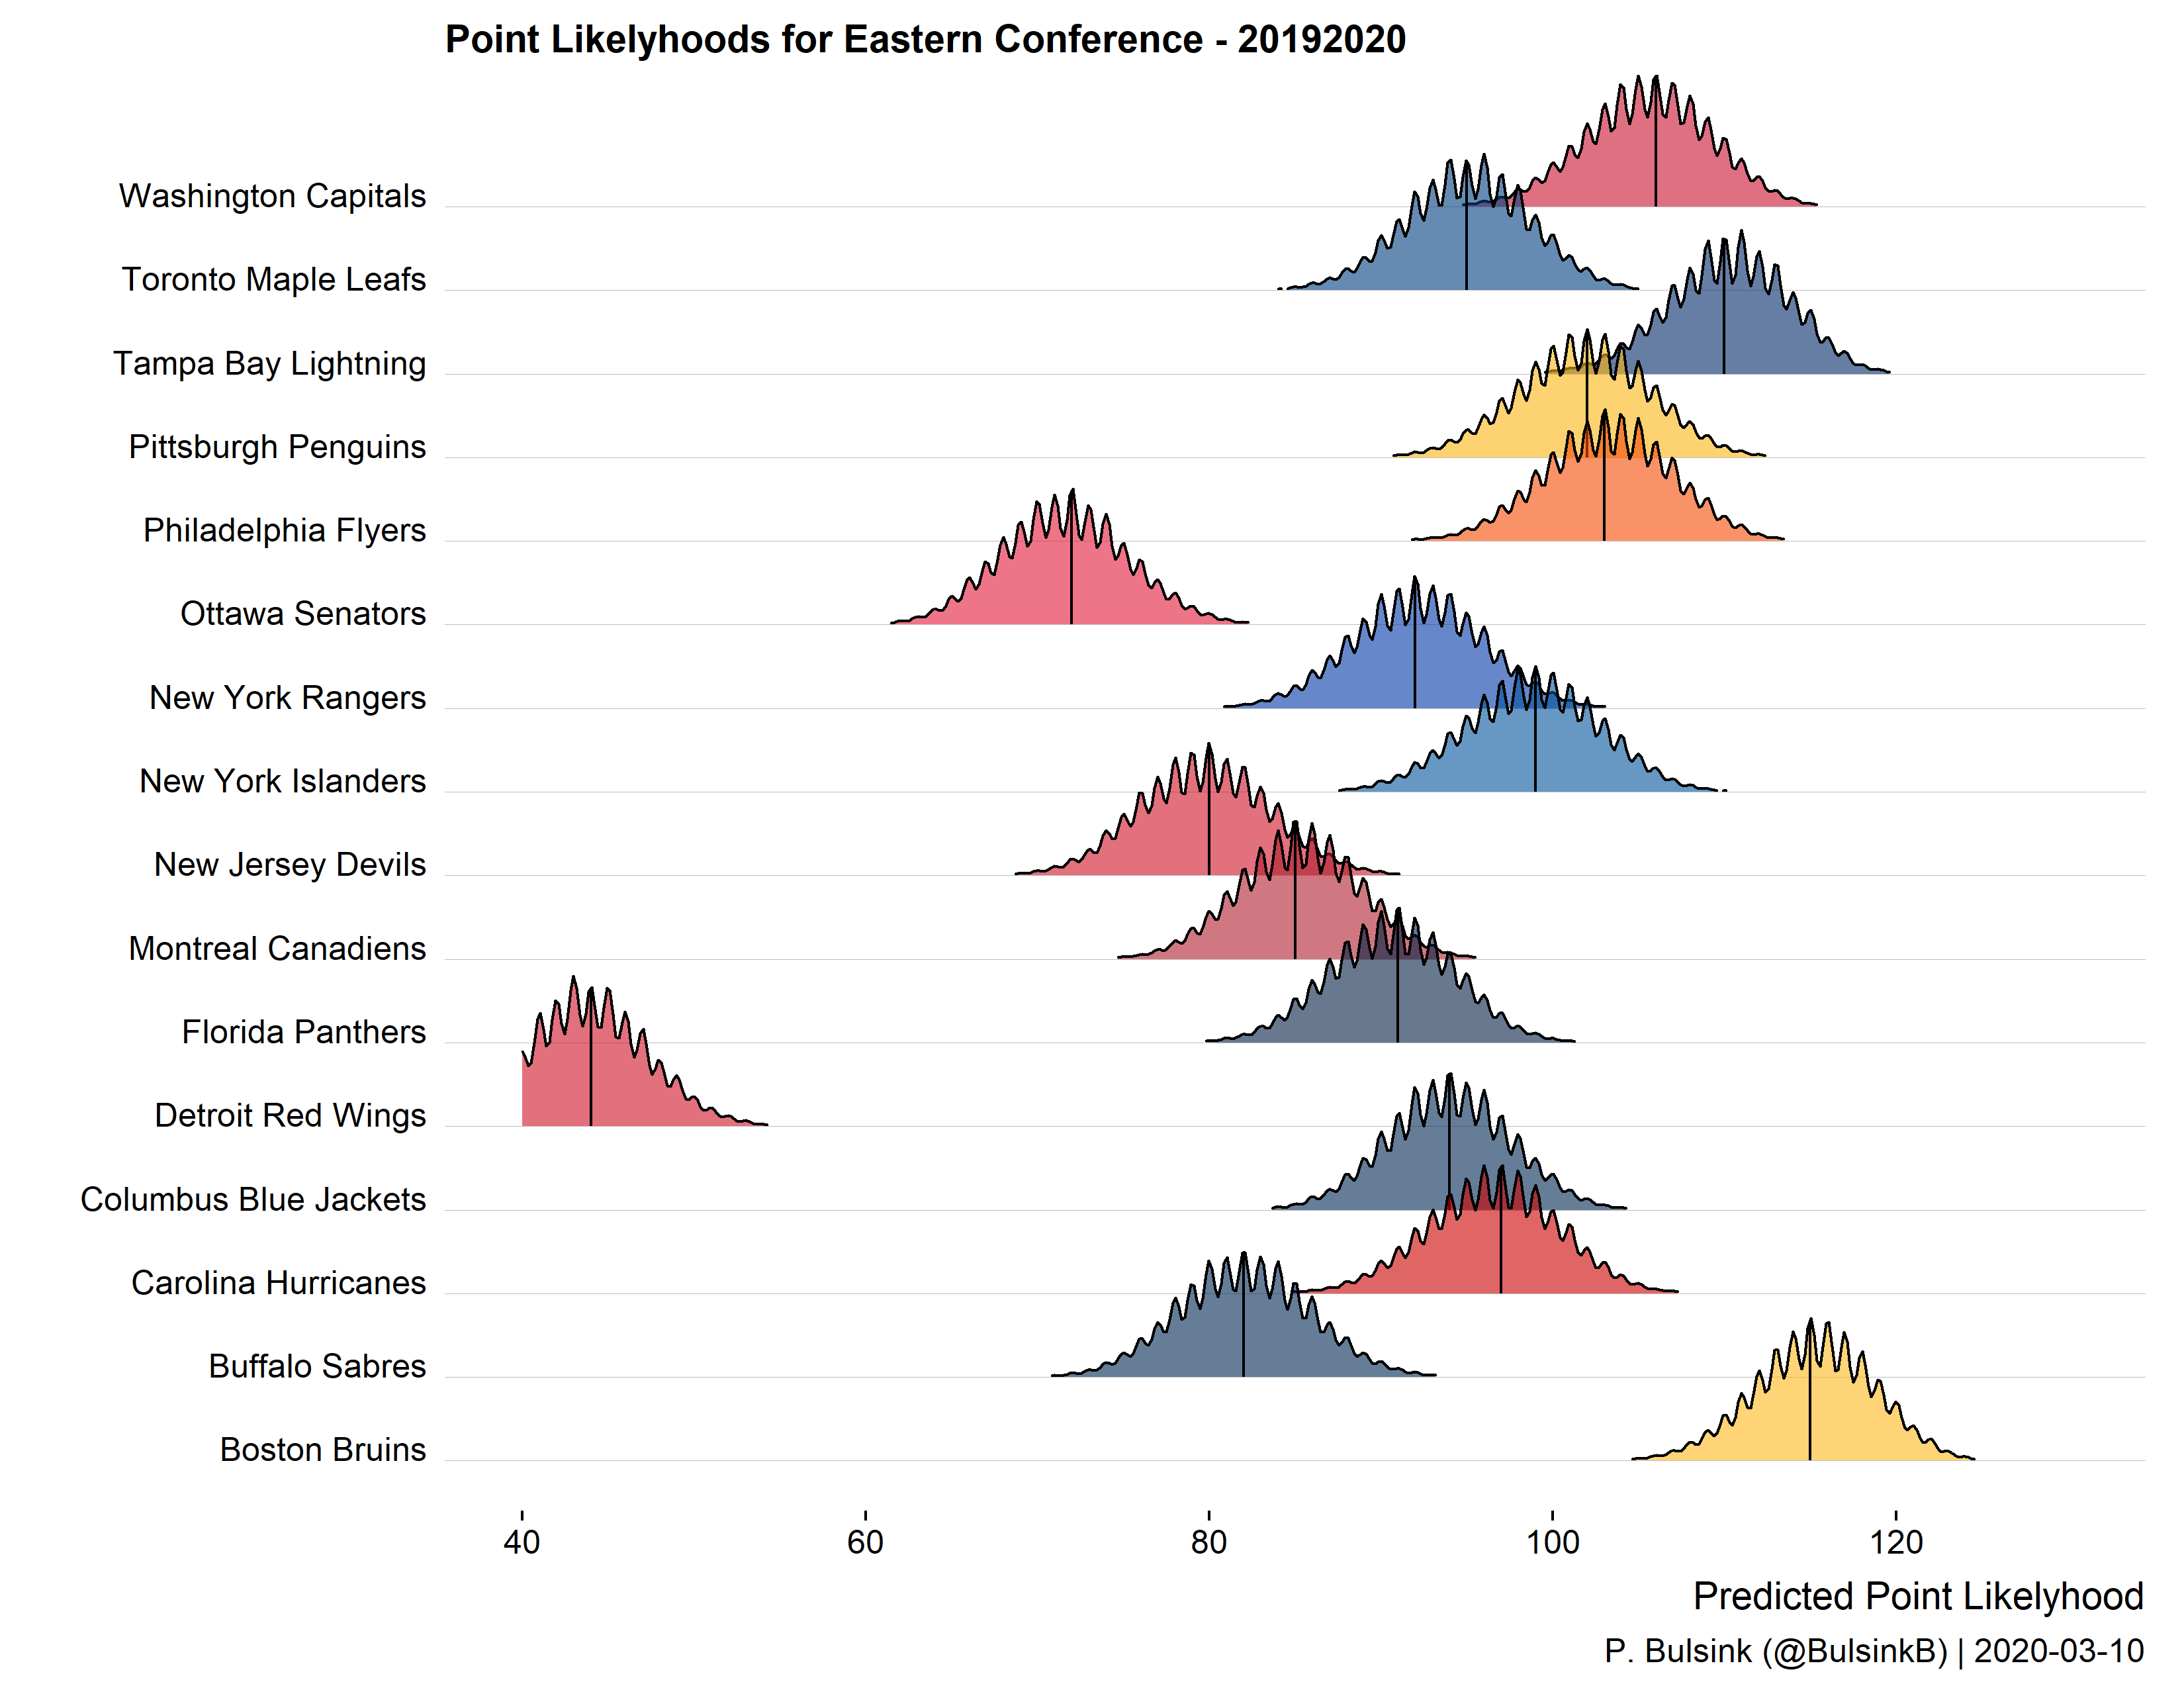 Point Likelyhoods for Eastern Conference - 20192020
Washington Capitals
Toronto Maple Leafs
Tampa Bay Lightning
Pittsburgh Penguins
Philadelphia Flyers
Ottawa Senators
New York Rangers
New York Islanders
New Jersey Devils
Montreal Canadiens
Florida Panthers
Detroit Red Wings
Columbus Blue Jackets
Carolina Hurricanes
Buffalo Sabres
Boston Bruins
40 60 80 100 120
Predicted Point Likelyhood
P. Bulsink (@BulsinkB) | 2020-03-10